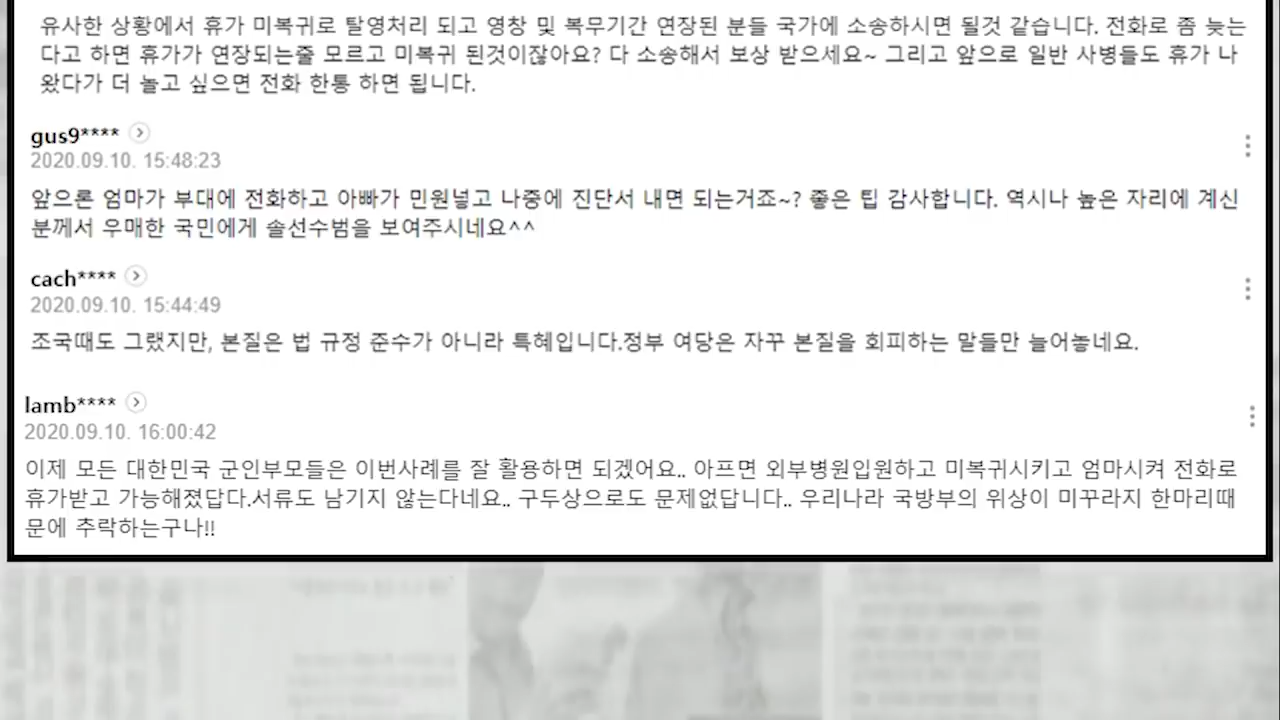 유사한 상황에서 휴가 미복귀로 탈영처리 되고 영창 및 복무기간 연장된 분들 국가에 소송하시면 될것 같습니다. 전화로 좀 늦는
다고 하면 휴가가 연장되는줄 모르고 미복귀 된것이잖아요? 다 소송해서 보상 받으세요~ 그리고 앞으로 일반 사병들도 휴가 나
왔다가 더 놀고 싶으면 전화 한통 하면 됩니다.
gus9****
2020.09.10. 15:48:23
앞으론 엄마가 부대에 전화하고 아빠가 민원넣고 나중에 진단서 내면 되는거죠~? 좋은 팁 감사합니다. 역시나 높은 자리에 계신
분께서 우매한 국민에게 솔선수범을 보여주시네요^^
cach****
2020.09.10. 15:44:49
조국때도 그랬지만, 본질은 법 규정 준수가 아니라 특혜입니다.정부 여당은 자꾸 본질을 회피하는 말들만 늘어놓네요.
lamb****
2020.09.10. 16:00:42
이제 모든 대한민국 군인부모들은 이번사례를 잘 활용하면 되겠어요.. 아프면 외부병원입원하고 미복귀시키고 엄마시켜 전화로
휴가받고 가능해졌답다.서류도 남기지 않는다네요.. 구두상으로도 문제없답니다.. 우리나라 국방부의 위상이 미꾸라지 한마리때
문에 추락하는구나!!